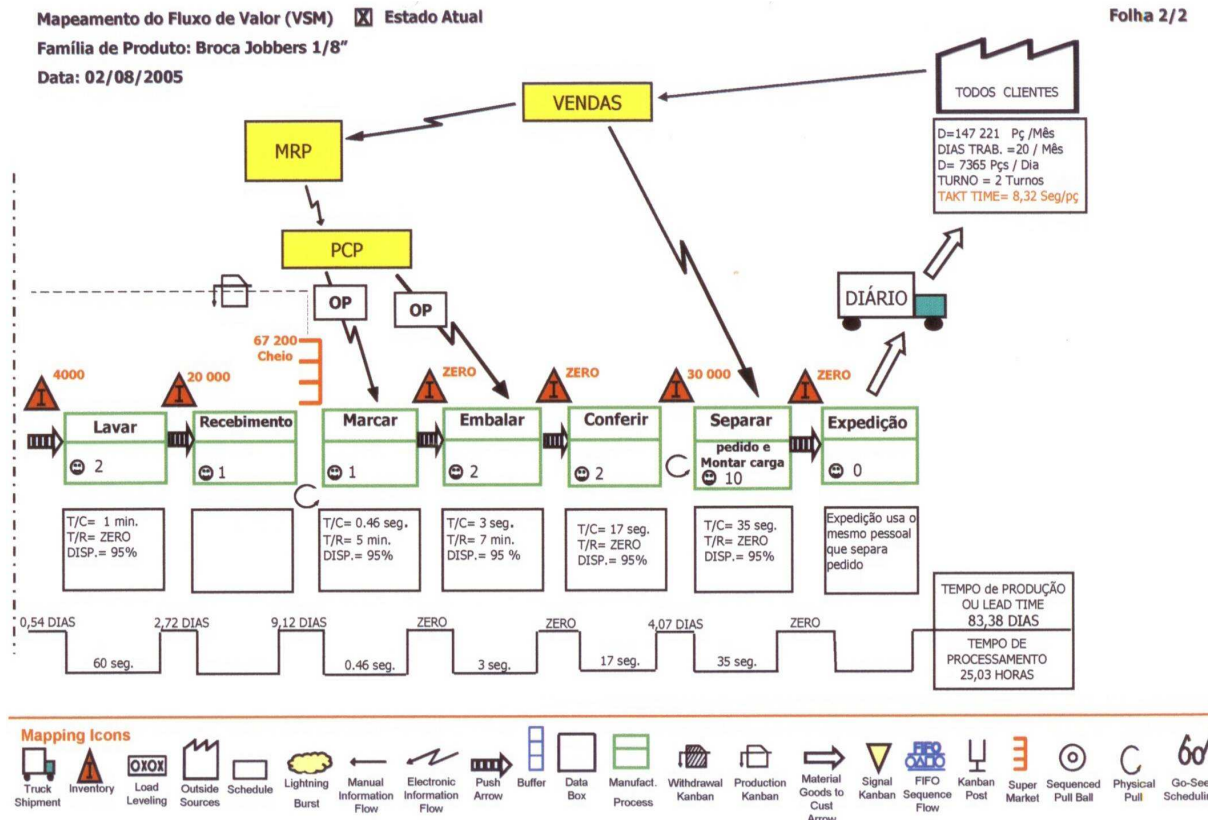 Mapeamento do Fluxo de Valor (VSM) X Estado Atual
Folha 2/2
Família de Produto: Broca Jobbers 1/8"
Data: 02/08/2005
TODOS CLIENTES
VENDAS
MRP
D=147 221 Pç /Mês
DIAS TRAB. =20 / Mês
D= 7365 Pçs / Dia
TURNO = 2 Turnos
TAKT TIME= 8,32 Seg/pç
PCP
OP
OP
DIÁRIO
67 200
Cheio
4000
20 000
ZERO
ZERO
30 000
ZERO
Lavar
2
Recebimento
1
Marcar
1
Embalar
2
Conferir
2
Separar
pedido e
Montar carga
10
Expedição
0
T/C= 1 min.
T/R= ZERO
DISP.= 95%
T/C= 0.46 seg.
T/R= 5 min.
DISP.= 95%
T/C= 3 seg.
T/R= 7 min.
DISP.= 95 %
T/C= 17 seg.
T/R= ZERO
DISP.= 95%
T/C= 35 seg.
T/R= ZERO
DISP.= 95%
Expedição usa o
mesmo pessoal
que separa
pedido
0,54 DIAS
2,72 DIAS
9,12 DIAS
ZERO
ZERO
4,07 DIAS
ZERO
60 seg.
0.46 seg.
3 seg.
17 seg.
35 seg.
TEMPO de PRODUÇÃO
OU LEAD TIME
83,38 DIAS
TEMPO DE
PROCESSAMENTO
25,03 HORAS
Mapping Icons
Truck
Shipment
I
Inventory
OXOX
Load
Leveling
Outside
Sources
Schedule
Lightning
Burst
Manual
Information
Flow
Electronic
Information
Flow
Push
Arrow
Buffer
Data
Box
Manufact.
Process
Withdrawal
Kanban
Production
Kanban
Material
Goods to
Cust
Arrow
Signal
Kanban
FIFO
Sequence
Flow
Kanban
Post
Super
Market
Sequenced
Pull Ball
Physical
Pull
Go-See
Schedulin